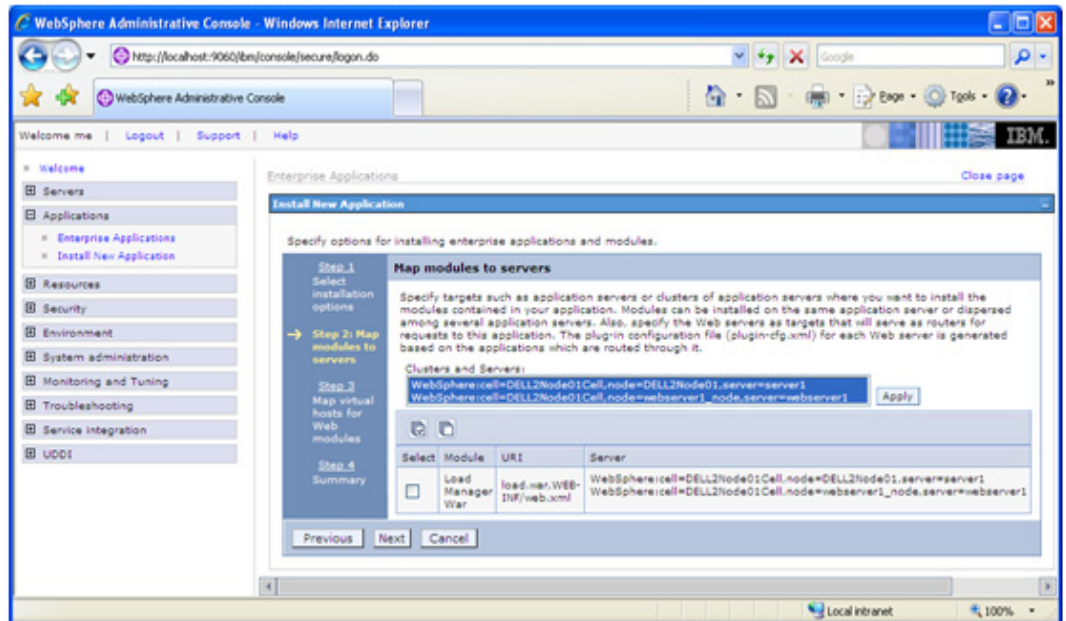 WebSphere Administrative Console - Windows Internet Explorer
http://localhost:9060/ibm/console/secure/logon.do
Google
WebSphere Administrative Console
Page
Tools
Welcome me | Logout | Support | Help
IBM.
Welcome
Servers
Applications
Enterprise Applications
Install New Application
Resources
Security
Environment
System administration
Monitoring and Tuning
Troubleshooting
Service integration
UDDI
Enterprise Applications
Close page
Install New Application
Specify options for installing enterprise applications and modules.
Step 1
Select
installation
options
Step 2: Map
modules to
servers
Step 3
Map virtual
hosts for
Web
modules
Step 4
Summary
Map modules to servers
Specify targets such as application servers or clusters of application servers where you want to install the
modules contained in your application. Modules can be installed on the same application server or dispersed
among several application servers. Also, specify the Web servers as targets that will serve as routers for
requests to this application. The plug-in configuration file (plugin-cfg.xml) for each Web server is generated
based on the applications which are routed through it.
Clusters and Servers:
WebSphere:cell=DELL2Node01Cell,node=DELL2Node01,server=server1
WebSphere:cell=DELL2Node01Cell,node=webserver1_node,server=webserver1
Apply
Select Module URI Server
Load
Manager
War
load.war,WEB-
INF/web.xml
WebSphere:cell=DELL2Node01Cell,node=DELL2Node01,server=server1
WebSphere:cell=DELL2Node01Cell,node=webserver1_node,server=webserver1
Previous Next Cancel
Local intranet
100%